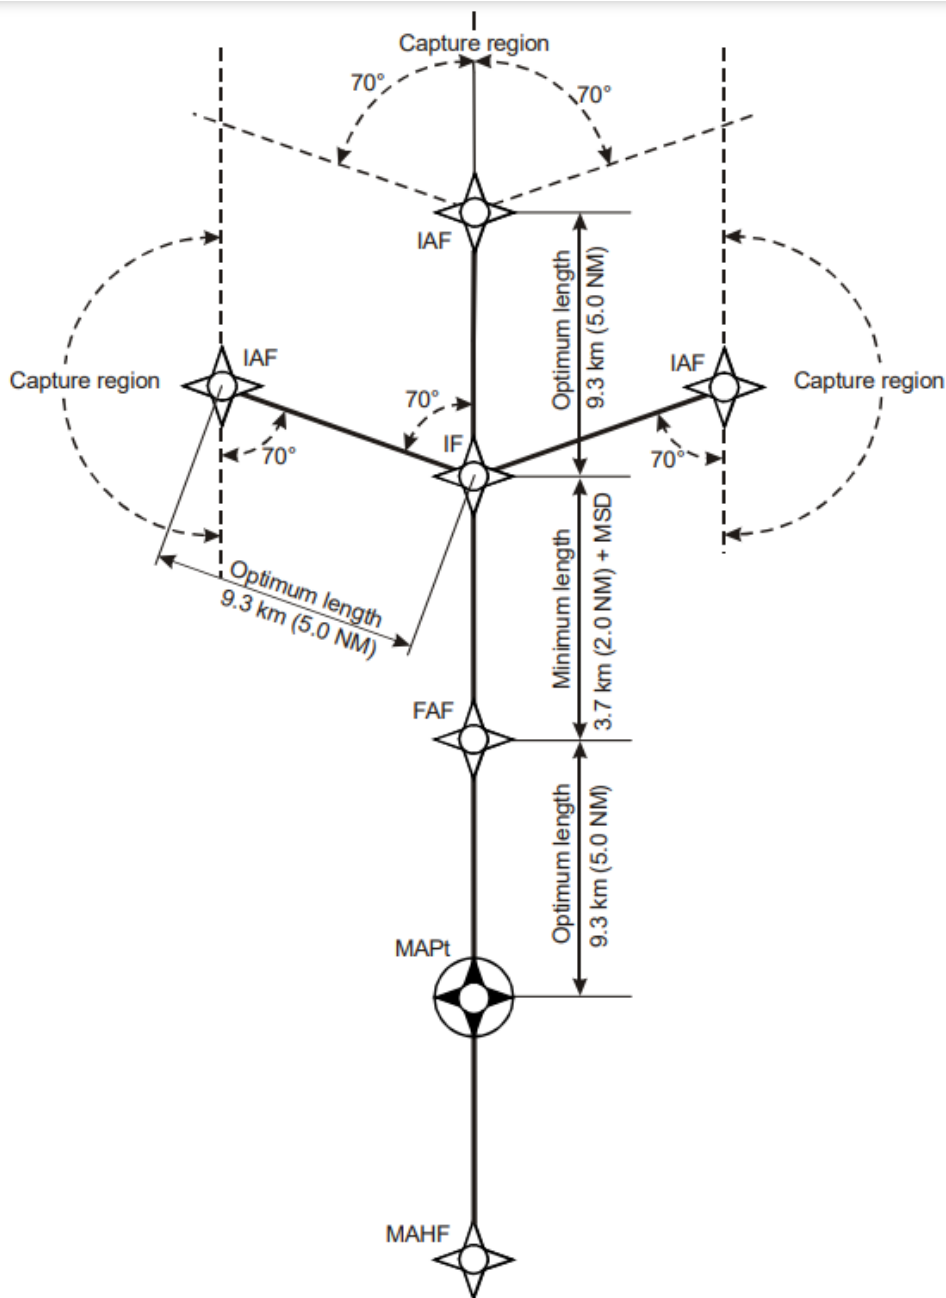 Capture region
70°
70°
IAF
Optimum length
9.3 km (5.0 NM)
IAF
IAF
Capture region
Capture region
70°
IF
70°
70°
Optimum length
9.3 km (5.0 NM)
Minimum length
3.7 km (2.0 NM) + MSD
FAF
Optimum length
9.3 km (5.0 NM)
MAPt
MAHF